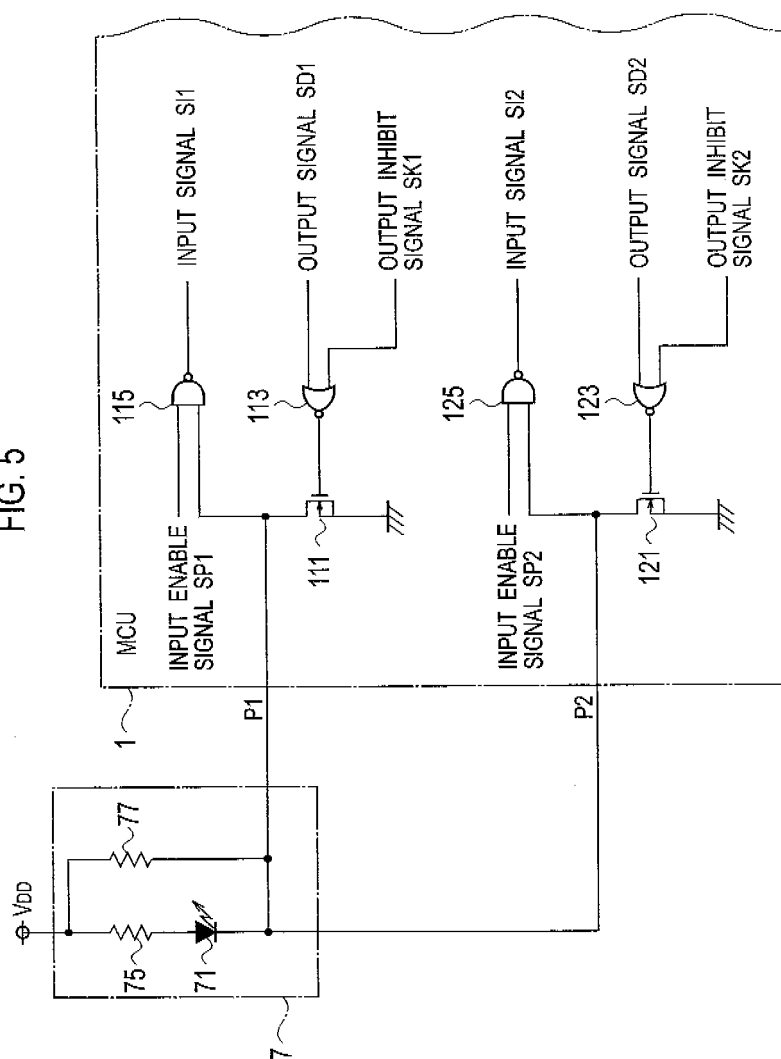 FIG. 5
VDD
77
75
71
7
1
MCU
P1
P2
INPUT ENABLE
SIGNAL SP1
115
INPUT SIGNAL SI1
113
OUTPUT SIGNAL SD1
111
OUTPUT INHIBIT
SIGNAL SK1
INPUT ENABLE
SIGNAL SP2
125
INPUT SIGNAL SI2
123
OUTPUT SIGNAL SD2
121
OUTPUT INHIBIT
SIGNAL SK2